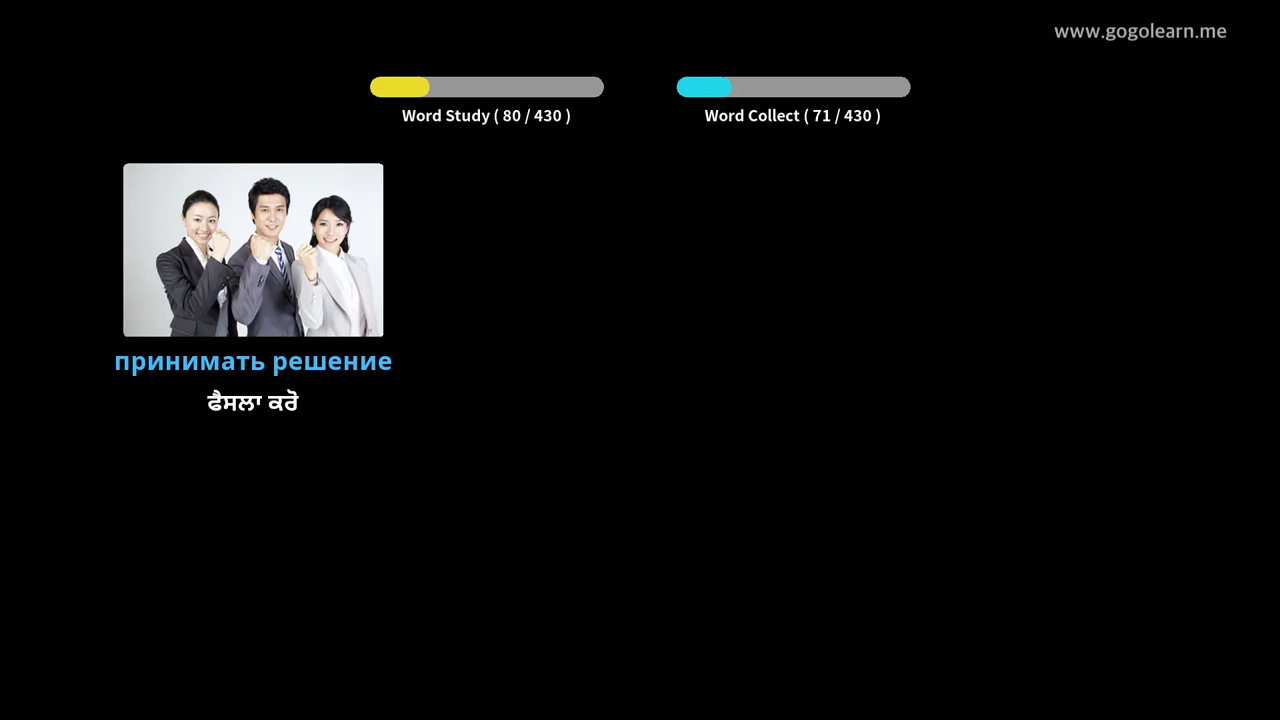 www.gogolearn.me
Word Study ( 80 / 430 )
Word Collect ( 71 / 430 )
принимать решение
ਫੈਸਲਾ ਕਰੋ